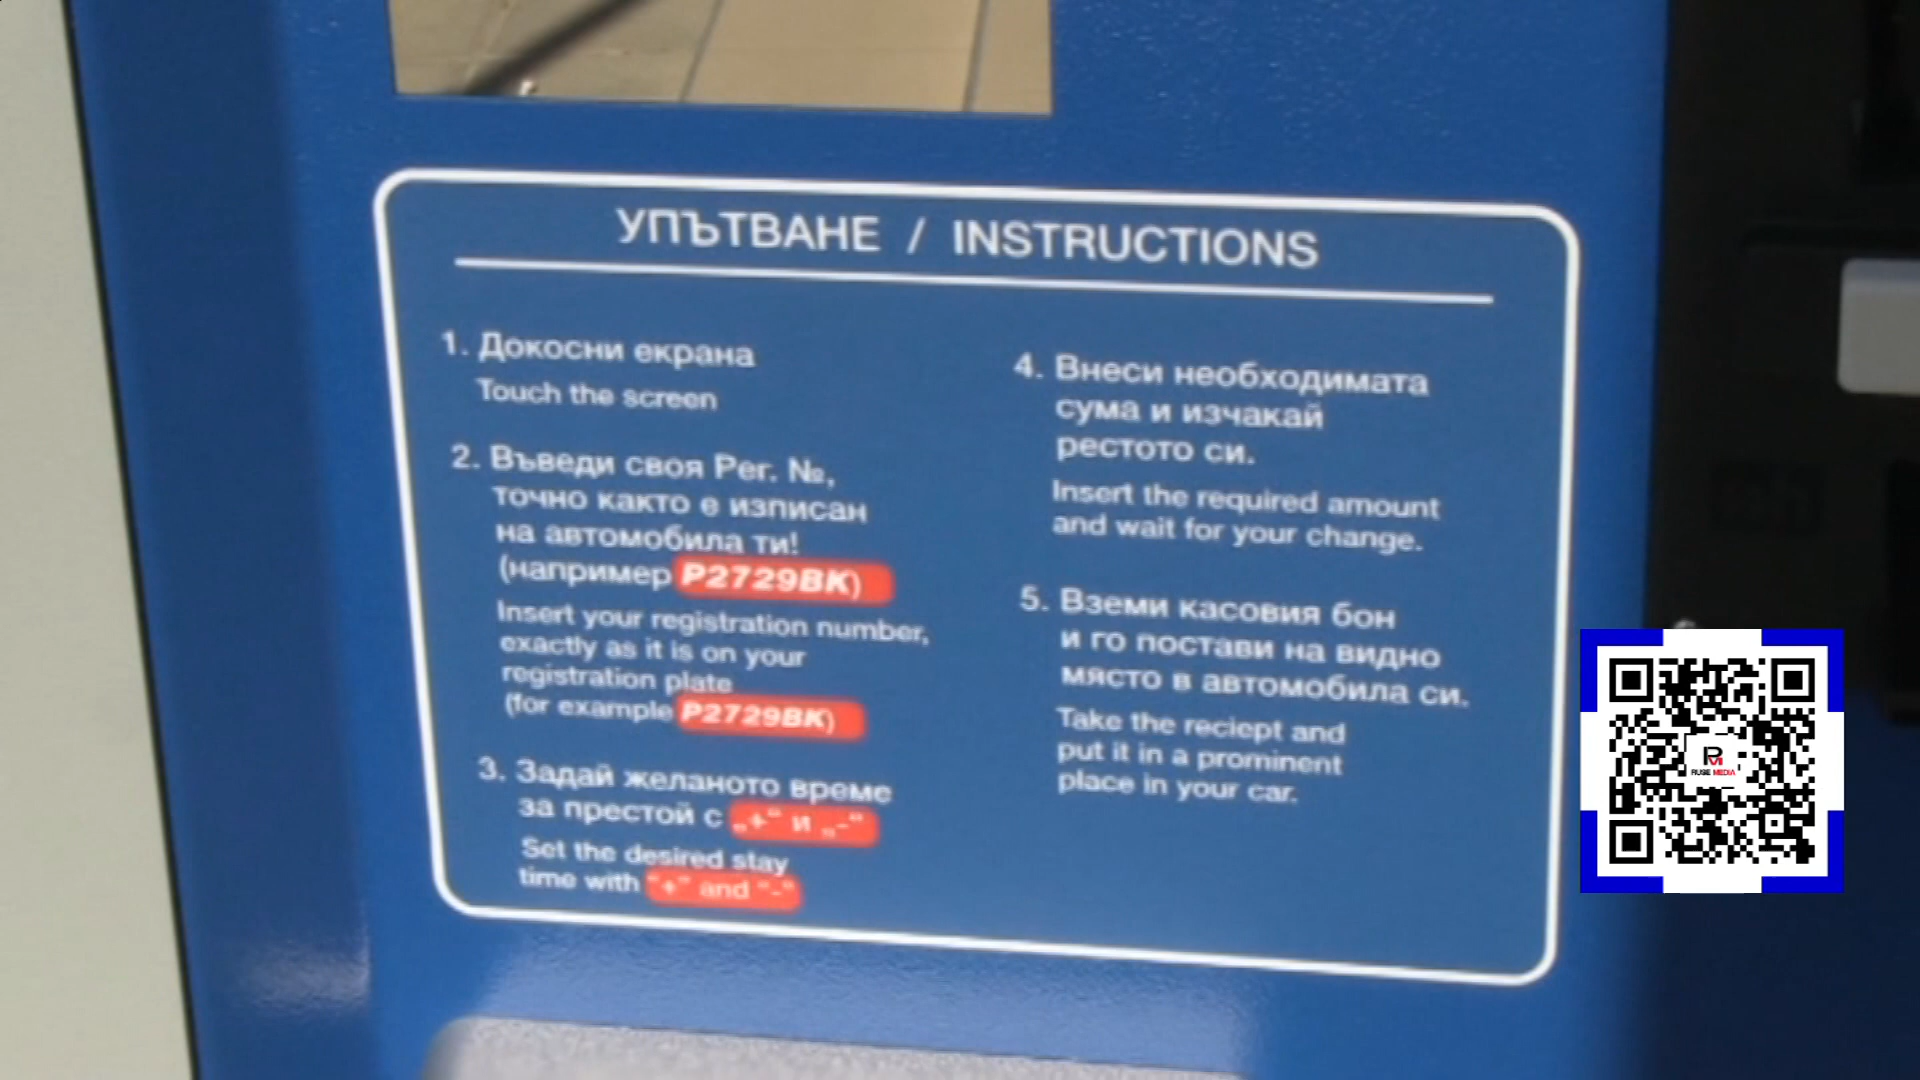 УПЪТВАНЕ / INSTRUCTIONS
1. Докосни екрана
Touch the screen
2. Въведи своя Рег. №,
точно както е изписан
на автомобила ти!
(например P2729BK)
Insert your registration number,
exactly as it is on your
registration plate
(for example P2729BK)
3. Задай желаното време
за престой с „+“ и „-“
Set the desired stay
time with "+" and "-"
4. Внеси необходимата
сума и изчакай
рестото си.
Insert the required amount
and wait for your change.
5. Вземи касовия бон
и го постави на видно
място в автомобила си.
Take the reciept and
put it in a prominent
place in your car.
RUSE MEDIA